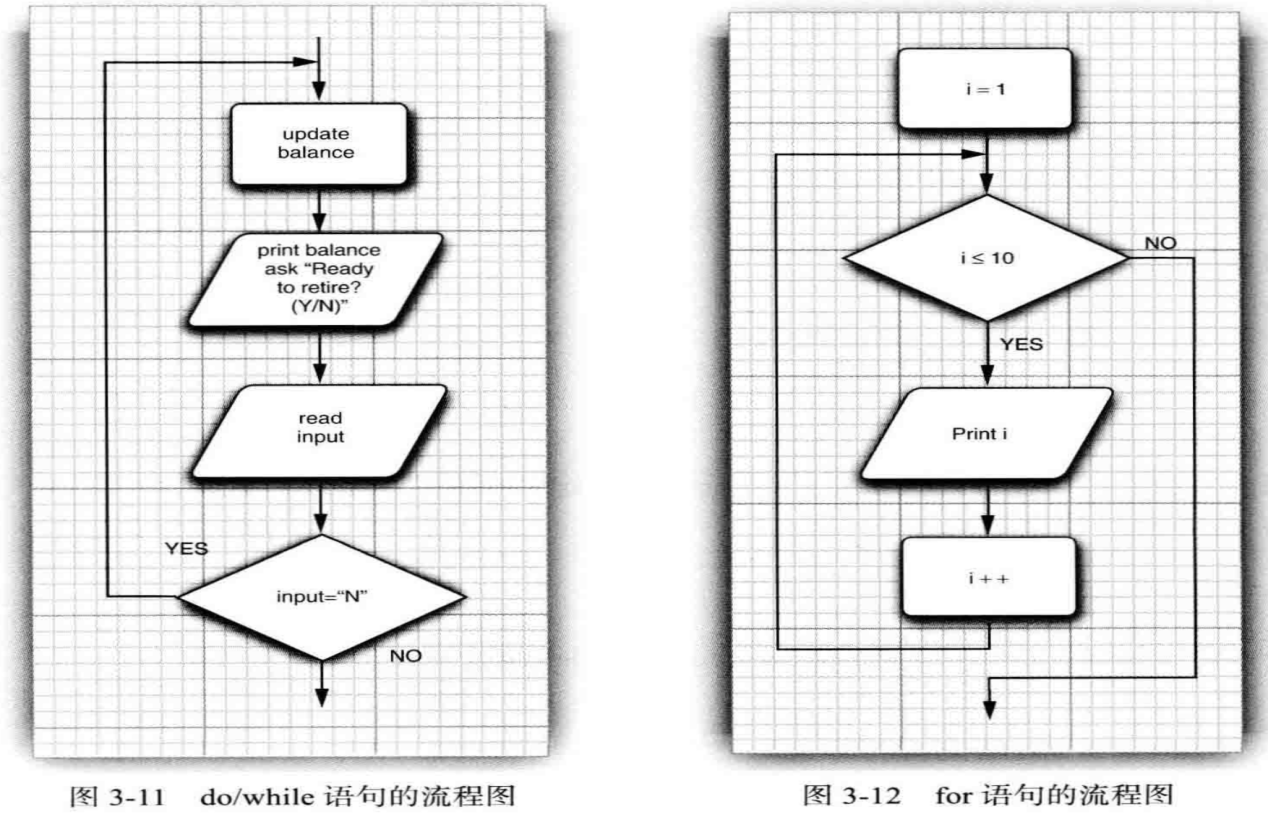 update
balance
print balance
ask “Ready
to retire?
(Y/N)”
read
input
YES
input=“N”
NO
图 3-11 do/while 语句的流程图
i = 1
i ≤ 10
NO
YES
Print i
i + +
图 3-12 for 语句的流程图